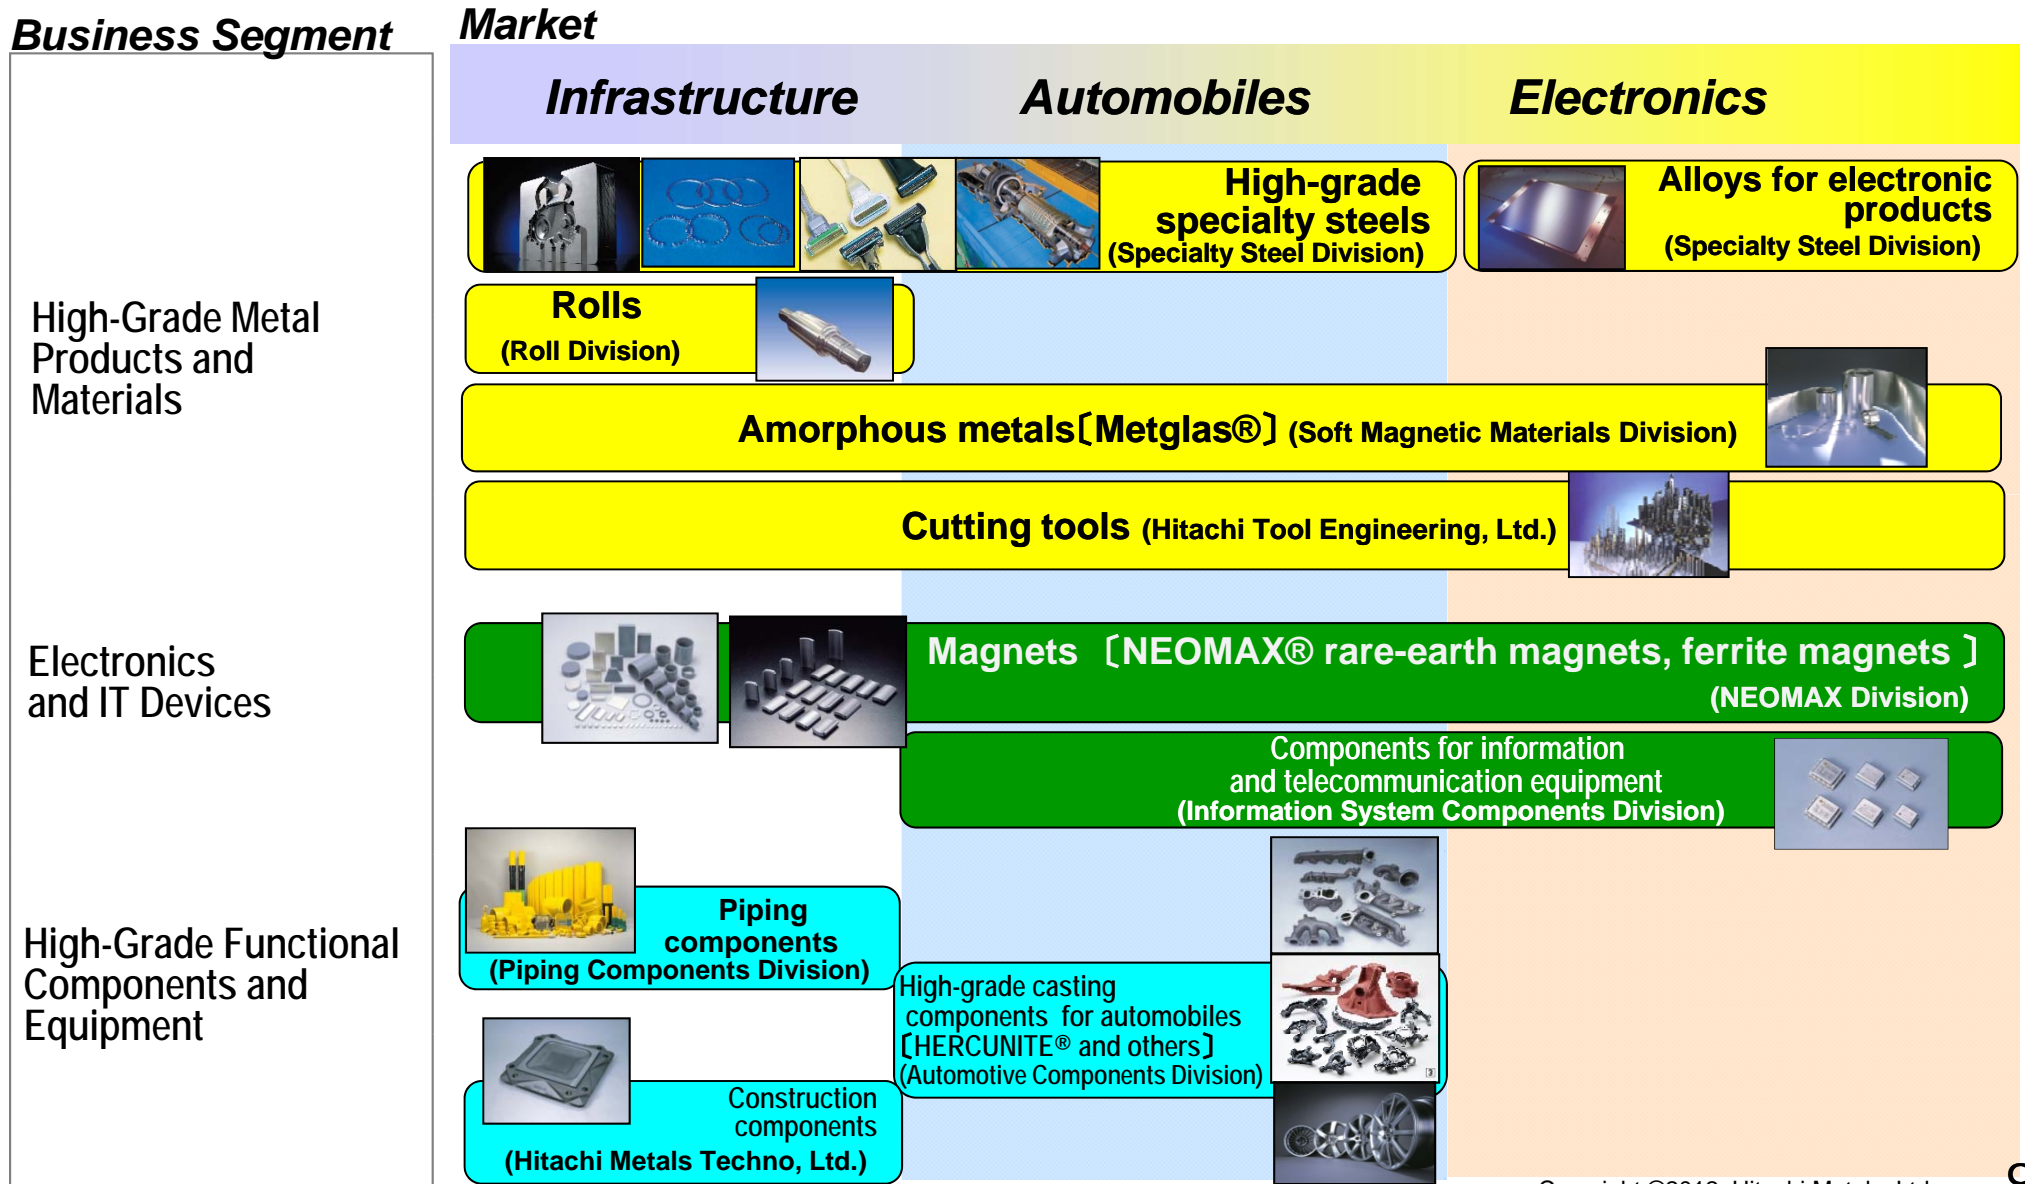 Business Segment
Market
Infrastructure
Automobiles
Electronics
High-Grade Metal
Products and
Materials
High-grade
specialty steels
(Specialty Steel Division)
Alloys for electronic
products
(Specialty Steel Division)
Rolls
(Roll Division)
Amorphous metals〔Metglas®〕(Soft Magnetic Materials Division)
Cutting tools (Hitachi Tool Engineering, Ltd.)
Electronics
and IT Devices
Magnets 〔NEOMAX® rare-earth magnets, ferrite magnets 〕
(NEOMAX Division)
Components for information
and telecommunication equipment
(Information System Components Division)
High-Grade Functional
Components and
Equipment
Piping
components
(Piping Components Division)
High-grade casting
components for automobiles
〔HERCUNITE® and others〕
(Automotive Components Division)
Construction
components
(Hitachi Metals Techno, Ltd.)